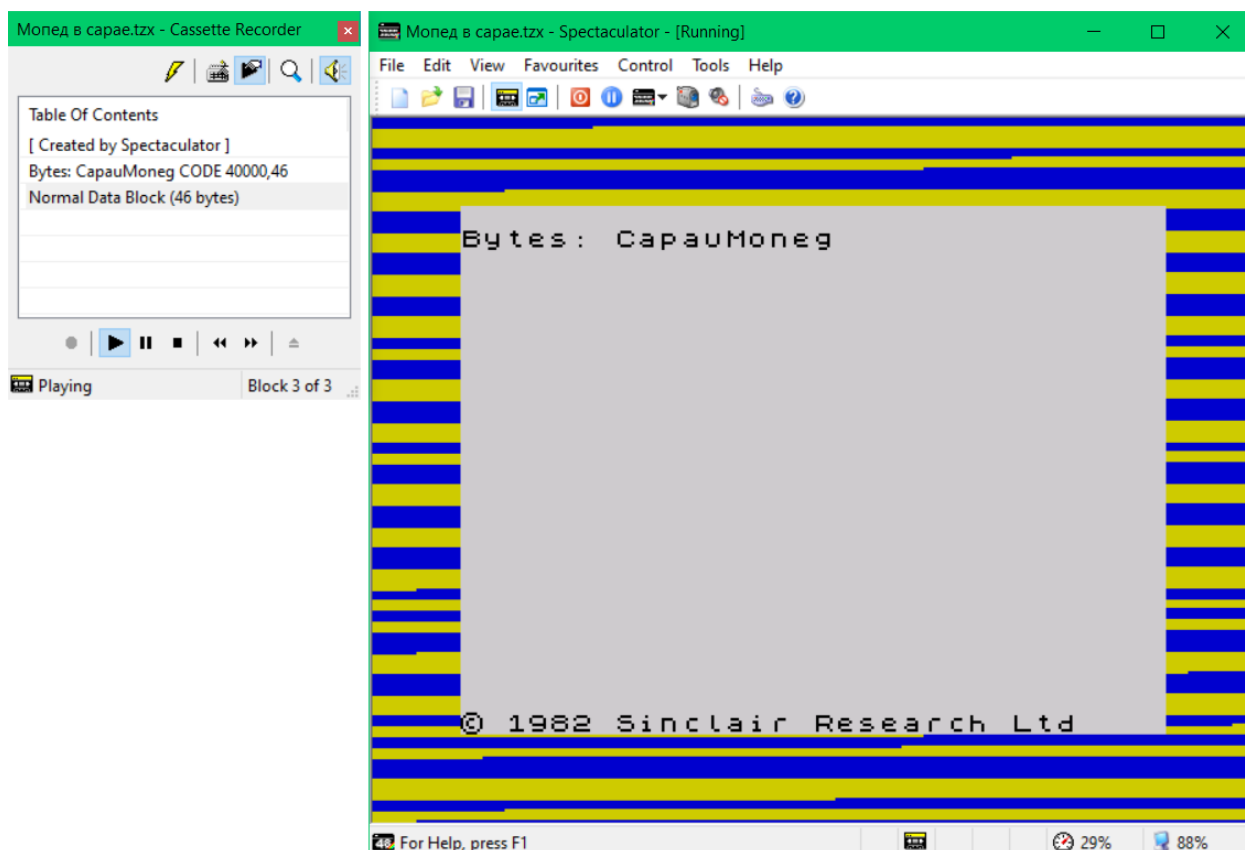 Мопед в сарае.tzx - Cassette Recorder
Table Of Contents
[ Created by Spectaculator ]
Bytes: CapauMoneg CODE 40000,46
Normal Data Block (46 bytes)
Playing
Block 3 of 3
Мопед в сарае.tzx - Spectaculator - [Running]
File Edit View Favourites Control Tools Help
Bytes: CapauMoneg
© 1982 Sinclair Research Ltd
48 For Help, press F1
29%
88%